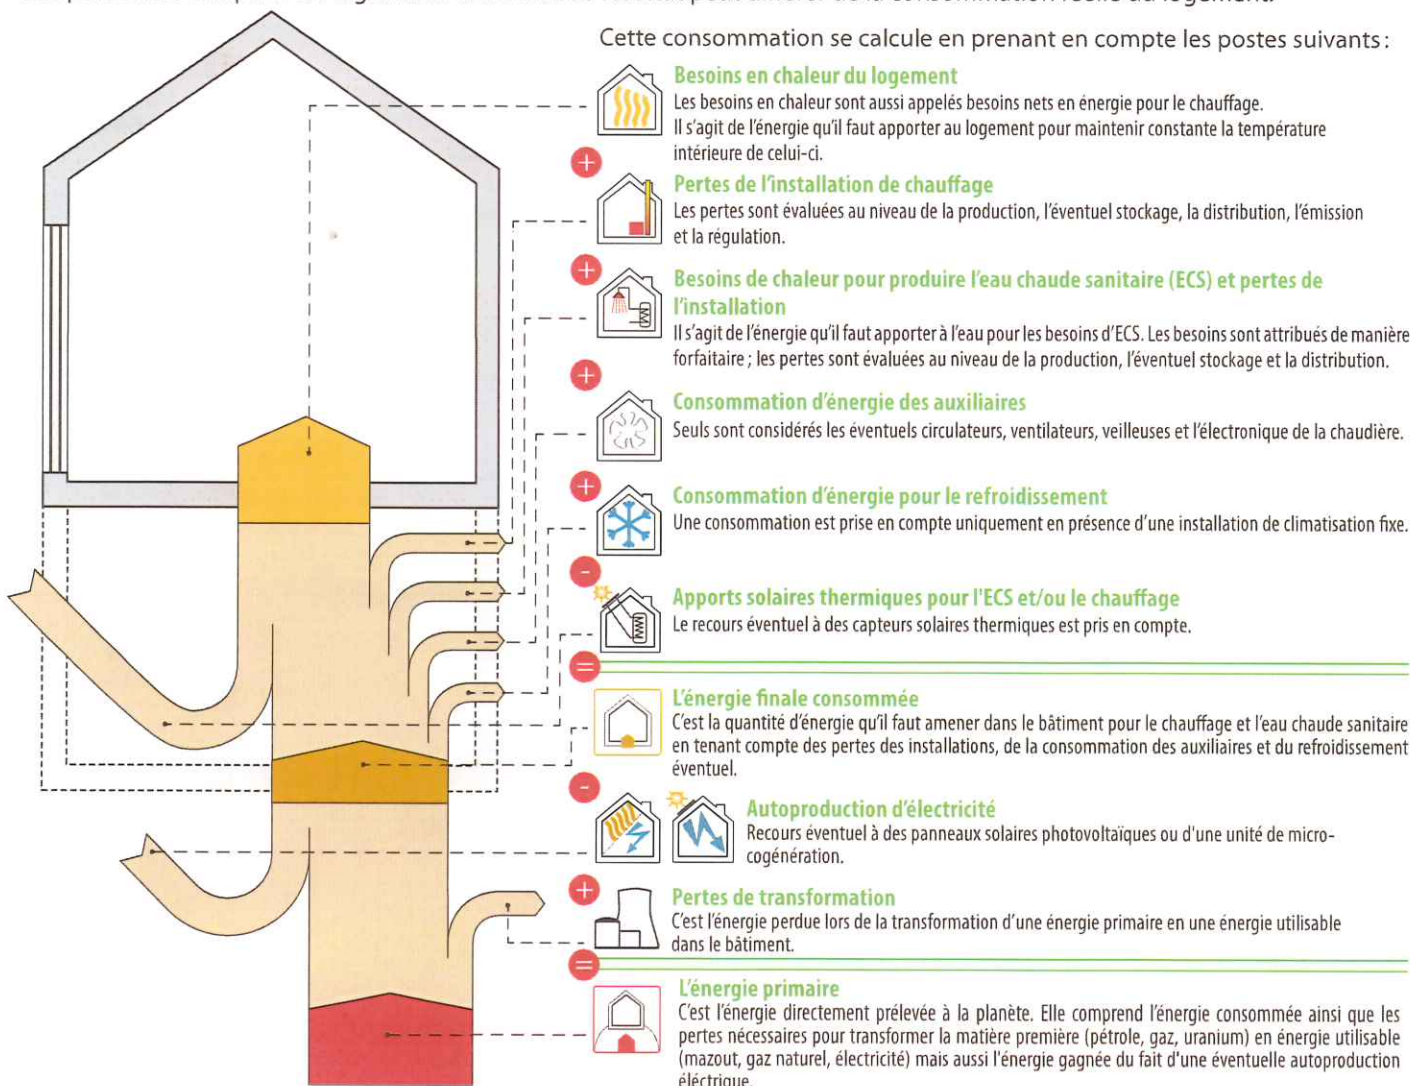 Cette consommation se calcule en prenant en compte les postes suivants :
Besoins en chaleur du logement
Les besoins en chaleur sont aussi appelés besoins nets en énergie pour le chauffage.
Il s'agit de l'énergie qu'il faut apporter au logement pour maintenir constante la température
intérieure de celui-ci.
+
Pertes de l'installation de chauffage
Les pertes sont évaluées au niveau de la production, l'éventuel stockage, la distribution, l'émission
et la régulation.
+
Besoins de chaleur pour produire l'eau chaude sanitaire (ECS) et pertes de
l'installation
Il s'agit de l'énergie qu'il faut apporter à l'eau pour les besoins d'ECS. Les besoins sont attribués de manière
forfaitaire ; les pertes sont évaluées au niveau de la production, l'éventuel stockage et la distribution.
+
Consommation d'énergie des auxiliaires
Seuls sont considérés les éventuels circulateurs, ventilateurs, veilleuses et l'électronique de la chaudière.
+
Consommation d'énergie pour le refroidissement
Une consommation est prise en compte uniquement en présence d'une installation de climatisation fixe.
-
Apports solaires thermiques pour l'ECS et/ou le chauffage
Le recours éventuel à des capteurs solaires thermiques est pris en compte.
=
L'énergie finale consommée
C'est la quantité d'énergie qu'il faut amener dans le bâtiment pour le chauffage et l'eau chaude sanitaire
en tenant compte des pertes des installations, de la consommation des auxiliaires et du refroidissement
éventuel.
-
Autoproduction d'électricité
Recours éventuel à des panneaux solaires photovoltaïques ou d'une unité de micro-
cogénération.
+
Pertes de transformation
C'est l'énergie perdue lors de la transformation d'une énergie primaire en une énergie utilisable
dans le bâtiment.
=
L'énergie primaire
C'est l'énergie directement prélevée à la planète. Elle comprend l'énergie consommée ainsi que les
pertes nécessaires pour transformer la matière première (pétrole, gaz, uranium) en énergie utilisable
(mazout, gaz naturel, électricité) mais aussi l'énergie gagnée du fait d'une éventuelle autoproduction
éléctrique.